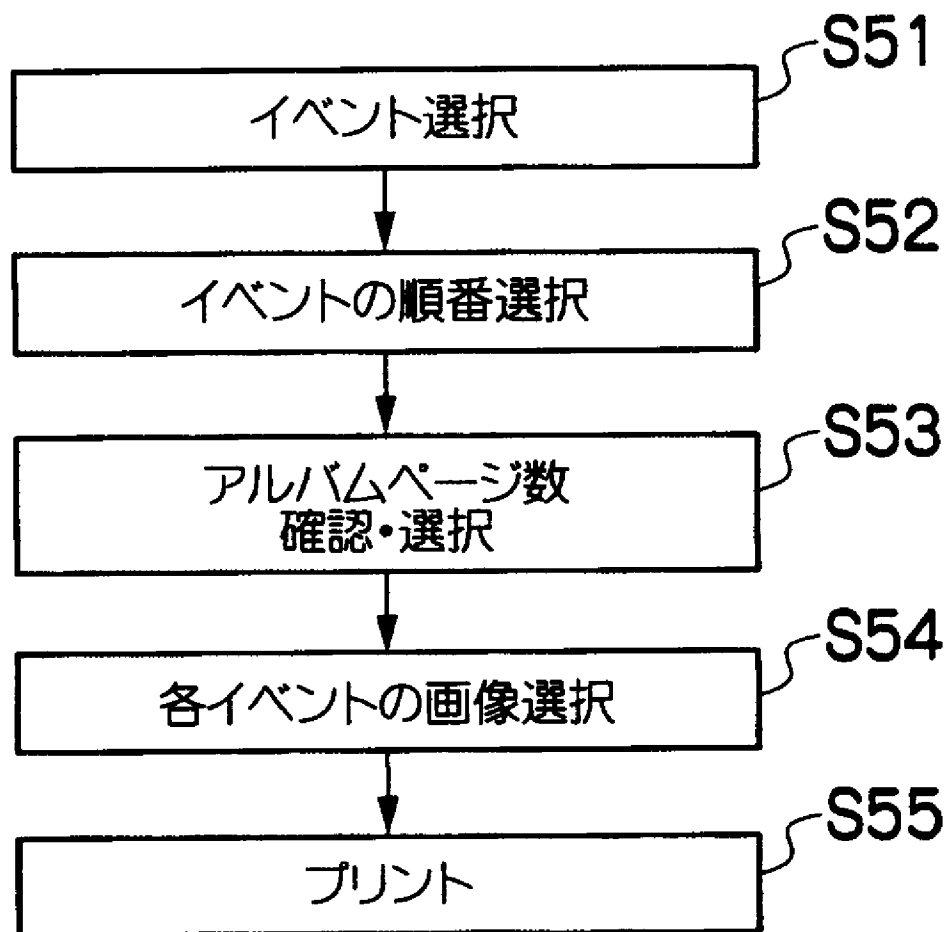 S51
イベント選択
S52
イベントの順番選択
S53
アルバムページ数
確認・選択
S54
各イベントの画像選択
S55
プリント